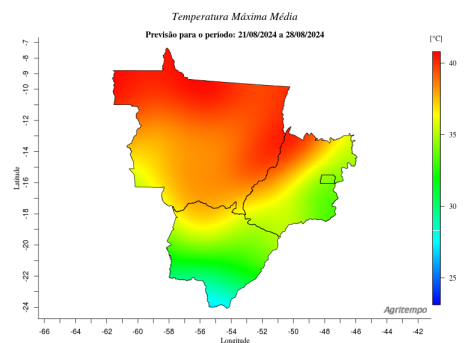 Temperatura Máxima Média
Previsão para o período: 21/08/2024 a 28/08/2024
[°C]
-7
-8
-9
-10
-12
-14
-16
-18
-20
-22
-24
Latitude
40
35
30
25
Agritempo
-66 -64 -62 -60 -58 -56 -54 -52 -50 -48 -46 -44 -42
Longitude